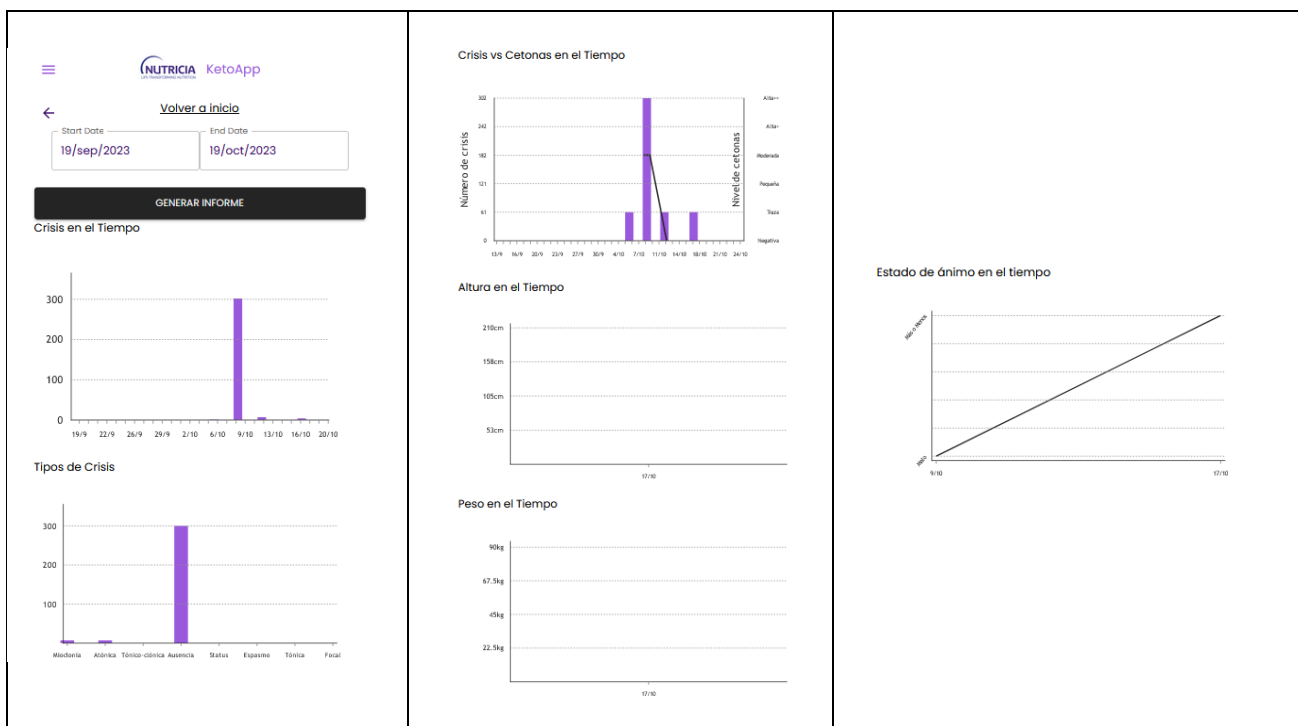 NUTRICIA KetoApp
LIFE-TRANSFORMING NUTRITION
Volver a inicio
Start Date
End Date
19/sep/2023
19/oct/2023
GENERAR INFORME
Crisis en el Tiempo
300
200
100
0
19/9 22/9 26/9 29/9 2/10 6/10 9/10 13/10 16/10 20/10
Tipos de Crisis
300
200
100
Mioclonía Atónica Tónico-clónica Ausencia Status Espasmo Tónica Focal
Crisis vs Cetonas en el Tiempo
Número de crisis
302
242
182
121
61
0
Nivel de cetonas
Alta++
Alta+
Moderada
Pequeña
Traza
Negativa
13/9 16/9 20/9 23/9 27/9 30/9 4/10 7/10 11/10 14/10 18/10 21/10 24/10
Altura en el Tiempo
210cm
158cm
105cm
53cm
17/10
Peso en el Tiempo
90kg
67.5kg
45kg
22.5kg
17/10
Estado de ánimo en el tiempo
Más o Menos
Malo
9/10 17/10